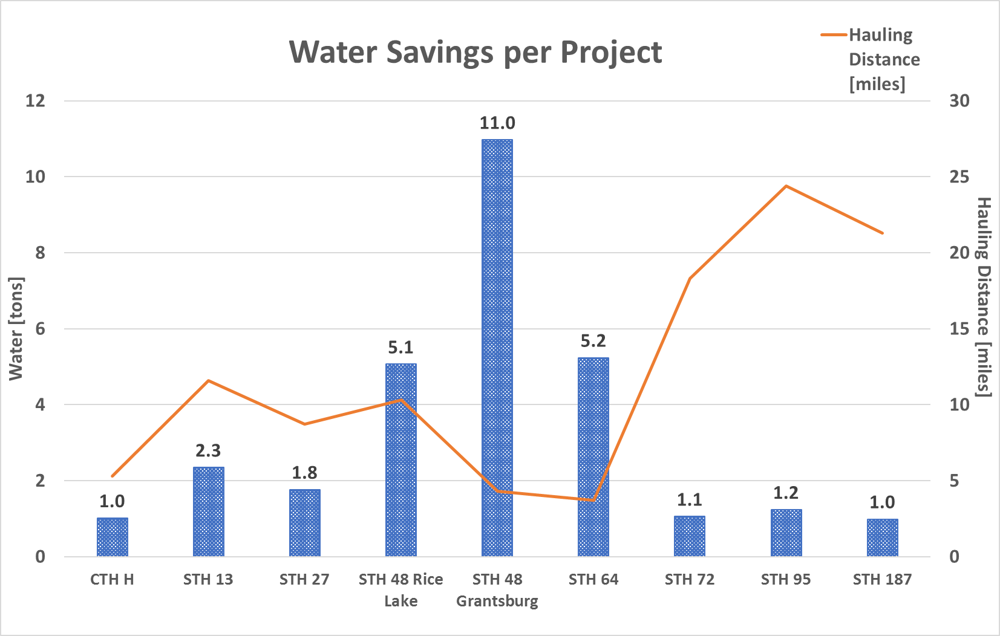 Water Savings per Project
Hauling
Distance
[miles]
12
10
8
6
4
2
0
Water [tons]
30
25
20
15
10
5
0
Hauling Distance [miles]
1.0
2.3
1.8
5.1
11.0
5.2
1.1
1.2
1.0
CTH H
STH 13
STH 27
STH 48 Rice
Lake
STH 48
Grantsburg
STH 64
STH 72
STH 95
STH 187